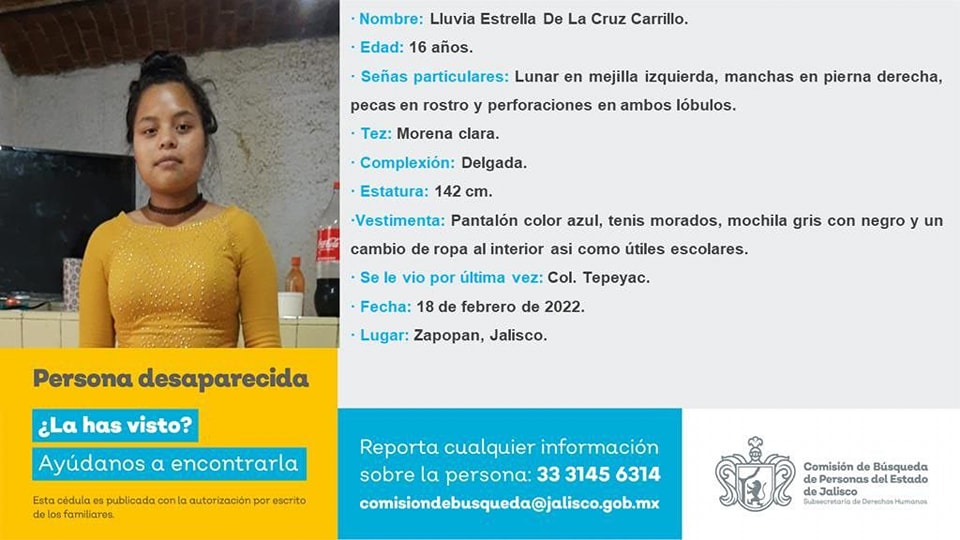 · Nombre: Lluvia Estrella De La Cruz Carrillo.
· Edad: 16 años.
· Señas particulares: Lunar en mejilla izquierda, manchas en pierna derecha,
pecas en rostro y perforaciones en ambos lóbulos.
· Tez: Morena clara.
· Complexión: Delgada.
· Estatura: 142 cm.
·Vestimenta: Pantalón color azul, tenis morados, mochila gris con negro y un
cambio de ropa al interior asi como útiles escolares.
· Se le vio por última vez: Col. Tepeyac.
· Fecha: 18 de febrero de 2022.
· Lugar: Zapopan, Jalisco.
Coca-Cola
Persona desaparecida
¿La has visto?
Ayúdanos a encontrarla
Esta cédula es publicada con la autorización por escrito
de los familiares.
Reporta cualquier información
sobre la persona: 33 3145 6314
comisiondebusqueda@jalisco.gob.mx
Comisión de Búsqueda
de Personas del Estado
de Jalisco
Subsecretaría de Derechos Humanos